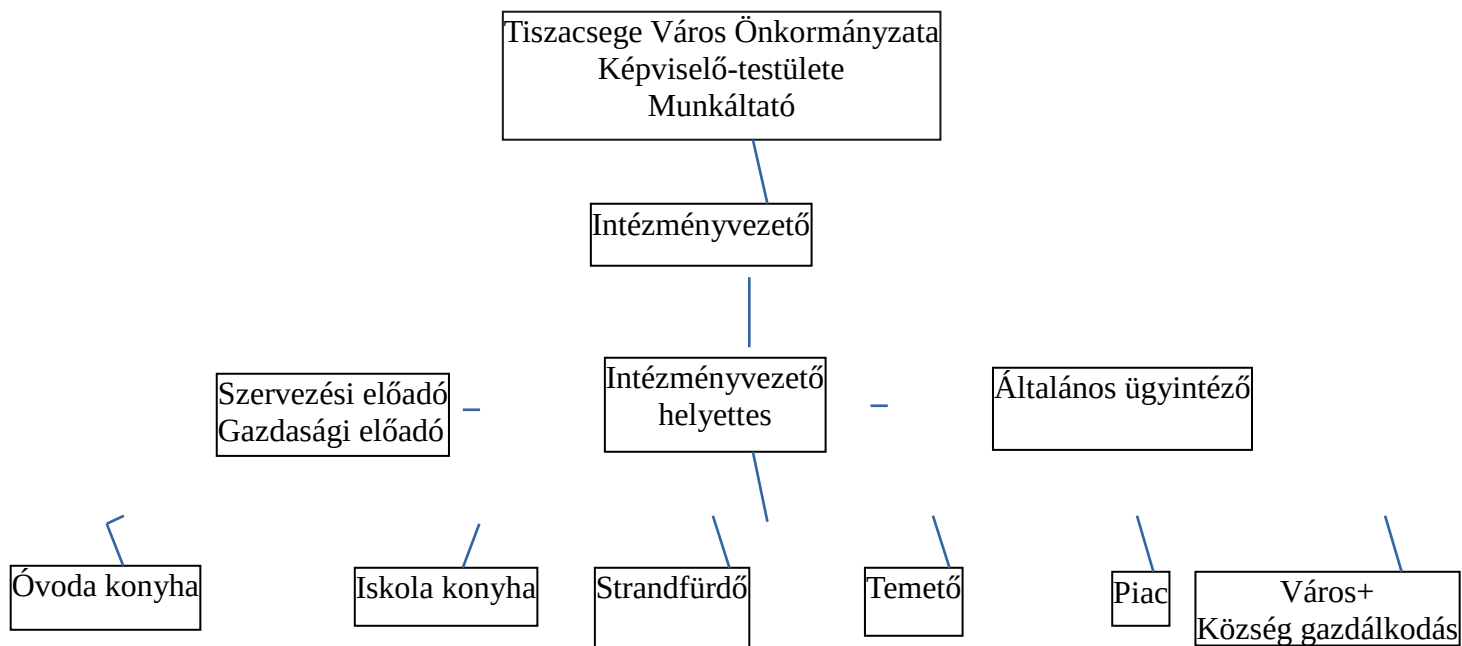 Tiszacsege Város Önkormányzata
Képviselő-testülete
Munkáltató
Intézményvezető
Szervezési előadó
Gazdasági előadó
Intézményvezető
helyettes
Általános ügyintéző
Óvoda konyha
Iskola konyha
Strandfürdő
Temető
Piac
Város+
Község gazdálkodás